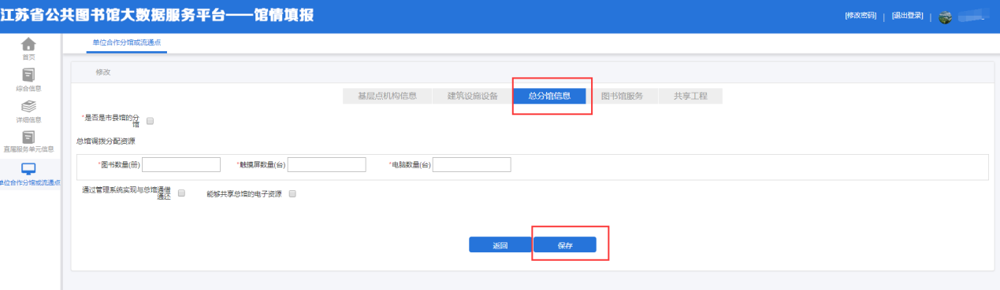 江苏省公共图书馆大数据服务平台——馆情填报
[修改密码] | [退出登录] |
首页
综合信息
详细信息
直属服务单元信息
单位合作分馆或流通点
单位合作分馆或流通点
修改
基层点机构信息 建筑设施设备 总分馆信息 图书馆服务 共享工程
*是否是市县馆的分
馆
总馆调拨分配资源
*图书数量(册) *触摸屏数量(台) *电脑数量(台)
通过管理系统实现与总馆通借
通还
能够共享总馆的电子资源
返回 保存